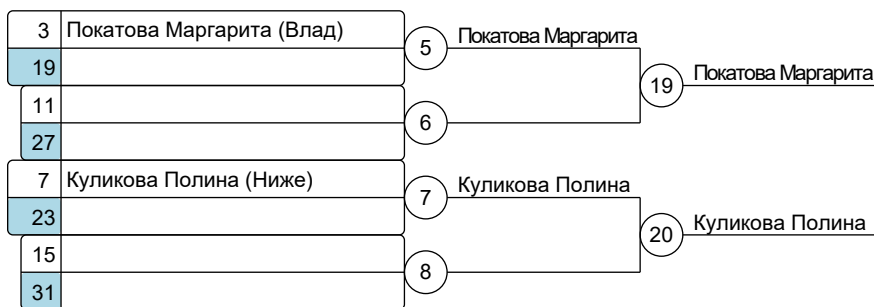 3 Покатова Маргарита (Влад)
5 Покатова Маргарита
19
19 Покатова Маргарита
11
6
27
7 Куликова Полина (Ниже)
7 Куликова Полина
23
20 Куликова Полина
15
8
31